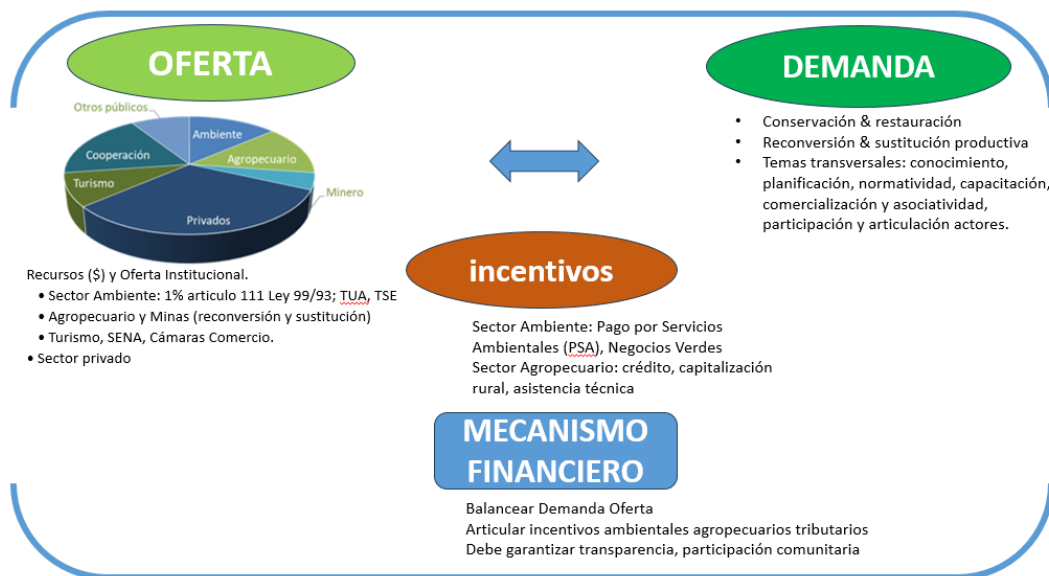 OFERTA
Otros públicos
Ambiente
Cooperación
Agropecuario
Turismo
Minero
Privados
Recursos ($) y Oferta Institucional.
• Sector Ambiente: 1% articulo 111 Ley 99/93; TUA, TSE
• Agropecuario y Minas (reconversión y sustitución)
• Turismo, SENA, Cámaras Comercio.
• Sector privado
DEMANDA
• Conservación & restauración
• Reconversión & sustitución productiva
• Temas transversales: conocimiento,
planificación, normatividad, capacitación,
comercialización y asociatividad,
participación y articulación actores.
incentivos
Sector Ambiente: Pago por Servicios
Ambientales (PSA), Negocios Verdes
Sector Agropecuario: crédito, capitalización
rural, asistencia técnica
MECANISMO
FINANCIERO
Balancear Demanda Oferta
Articular incentivos ambientales agropecuarios tributarios
Debe garantizar transparencia, participación comunitaria